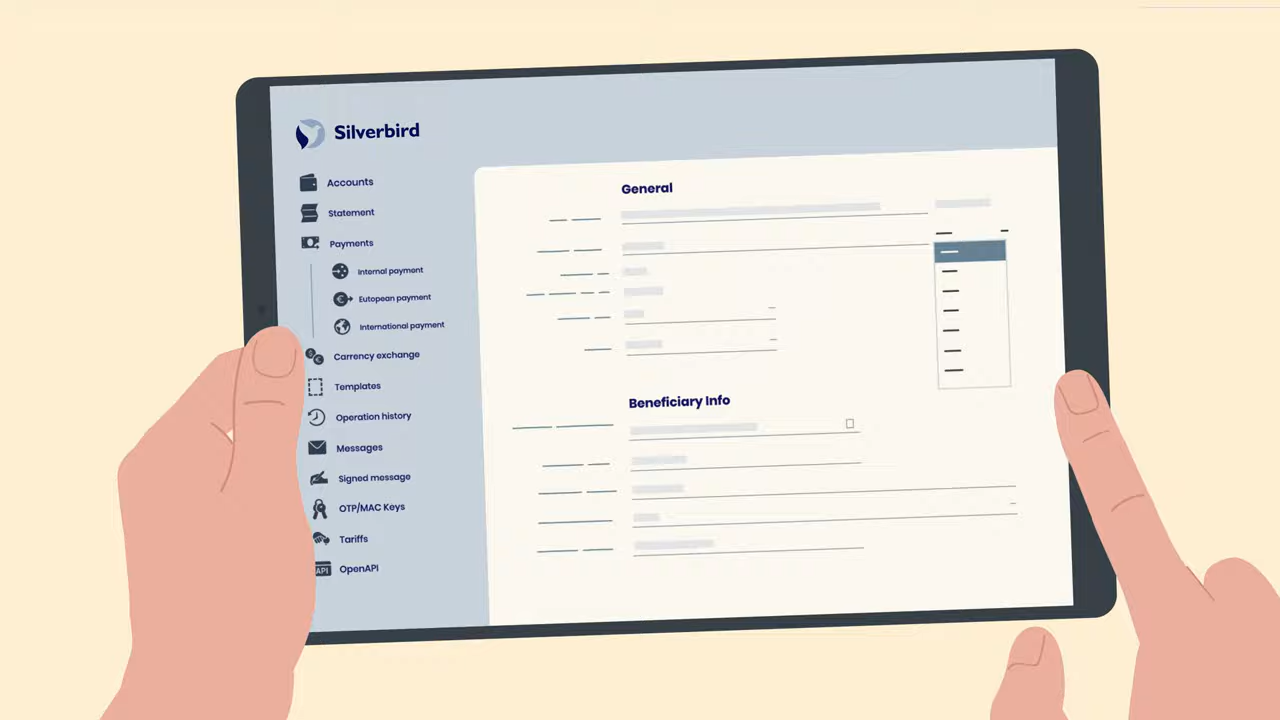 Silverbird
Accounts
Statement
Payments
Internal payment
Eutopean payment
International payment
Carrency exchange
Templates
Operation history
Messages
Signed message
OTP/MAC Keys
Tariffs
API
OpenAPI
General
Beneficiary Info